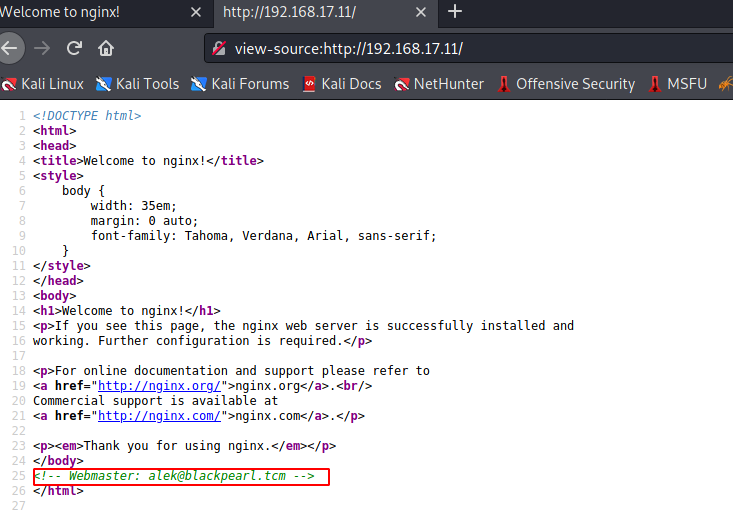 Welcome to nginx!
http://192.168.17.11/
view-source:http://192.168.17.11/
Kali Linux Kali Tools Kali Forums Kali Docs NetHunter Offensive Security MSFU
1 <!DOCTYPE html>
2 <html>
3 <head>
4 <title>Welcome to nginx!</title>
5 <style>
6     body {
7         width: 35em;
8         margin: 0 auto;
9         font-family: Tahoma, Verdana, Arial, sans-serif;
10     }
11 </style>
12 </head>
13 <body>
14 <h1>Welcome to nginx!</h1>
15 <p>If you see this page, the nginx web server is successfully installed and
16 working. Further configuration is required.</p>
17
18 <p>For online documentation and support please refer to
19 <a href="http://nginx.org/">nginx.org</a>.<br/>
20 Commercial support is available at
21 <a href="http://nginx.com/">nginx.com</a>.</p>
22
23 <p><em>Thank you for using nginx.</em></p>
24 </body>
25 <!-- Webmaster: alek@blackpearl.tcm -->
26 </html>
27